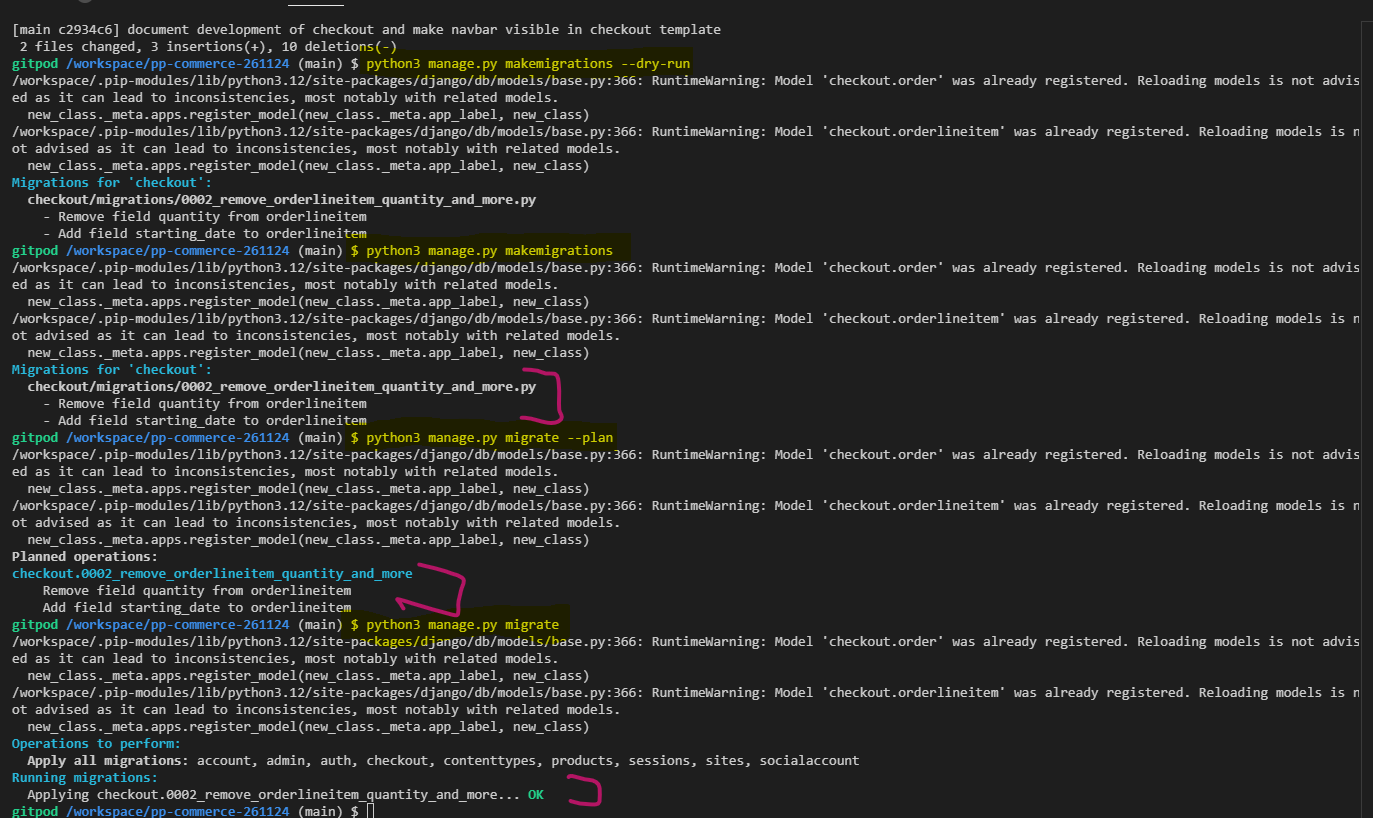 [main c2934c6] document development of checkout and make navbar visible in checkout template
 2 files changed, 3 insertions(+), 10 deletions(-)
gitpod /workspace/pp-commerce-261124 (main) $ python3 manage.py makemigrations --dry-run
/workspace/.pip-modules/lib/python3.12/site-packages/django/db/models/base.py:366: RuntimeWarning: Model 'checkout.order' was already registered. Reloading models is not advis
ed as it can lead to inconsistencies, most notably with related models.
  new_class._meta.apps.register_model(new_class._meta.app_label, new_class)
/workspace/.pip-modules/lib/python3.12/site-packages/django/db/models/base.py:366: RuntimeWarning: Model 'checkout.orderlineitem' was already registered. Reloading models is n
ot advised as it can lead to inconsistencies, most notably with related models.
  new_class._meta.apps.register_model(new_class._meta.app_label, new_class)
Migrations for 'checkout':
  checkout/migrations/0002_remove_orderlineitem_quantity_and_more.py
    - Remove field quantity from orderlineitem
    - Add field starting_date to orderlineitem
gitpod /workspace/pp-commerce-261124 (main) $ python3 manage.py makemigrations
/workspace/.pip-modules/lib/python3.12/site-packages/django/db/models/base.py:366: RuntimeWarning: Model 'checkout.order' was already registered. Reloading models is not advis
ed as it can lead to inconsistencies, most notably with related models.
  new_class._meta.apps.register_model(new_class._meta.app_label, new_class)
/workspace/.pip-modules/lib/python3.12/site-packages/django/db/models/base.py:366: RuntimeWarning: Model 'checkout.orderlineitem' was already registered. Reloading models is n
ot advised as it can lead to inconsistencies, most notably with related models.
  new_class._meta.apps.register_model(new_class._meta.app_label, new_class)
Migrations for 'checkout':
  checkout/migrations/0002_remove_orderlineitem_quantity_and_more.py
    - Remove field quantity from orderlineitem
    - Add field starting_date to orderlineitem
gitpod /workspace/pp-commerce-261124 (main) $ python3 manage.py migrate --plan
/workspace/.pip-modules/lib/python3.12/site-packages/django/db/models/base.py:366: RuntimeWarning: Model 'checkout.order' was already registered. Reloading models is not advis
ed as it can lead to inconsistencies, most notably with related models.
  new_class._meta.apps.register_model(new_class._meta.app_label, new_class)
/workspace/.pip-modules/lib/python3.12/site-packages/django/db/models/base.py:366: RuntimeWarning: Model 'checkout.orderlineitem' was already registered. Reloading models is n
ot advised as it can lead to inconsistencies, most notably with related models.
  new_class._meta.apps.register_model(new_class._meta.app_label, new_class)
Planned operations:
checkout.0002_remove_orderlineitem_quantity_and_more
    Remove field quantity from orderlineitem
    Add field starting_date to orderlineitem
gitpod /workspace/pp-commerce-261124 (main) $ python3 manage.py migrate
/workspace/.pip-modules/lib/python3.12/site-packages/django/db/models/base.py:366: RuntimeWarning: Model 'checkout.order' was already registered. Reloading models is not advis
ed as it can lead to inconsistencies, most notably with related models.
  new_class._meta.apps.register_model(new_class._meta.app_label, new_class)
/workspace/.pip-modules/lib/python3.12/site-packages/django/db/models/base.py:366: RuntimeWarning: Model 'checkout.orderlineitem' was already registered. Reloading models is n
ot advised as it can lead to inconsistencies, most notably with related models.
  new_class._meta.apps.register_model(new_class._meta.app_label, new_class)
Operations to perform:
  Apply all migrations: account, admin, auth, checkout, contenttypes, products, sessions, sites, socialaccount
Running migrations:
  Applying checkout.0002_remove_orderlineitem_quantity_and_more... OK
gitpod /workspace/pp-commerce-261124 (main) $